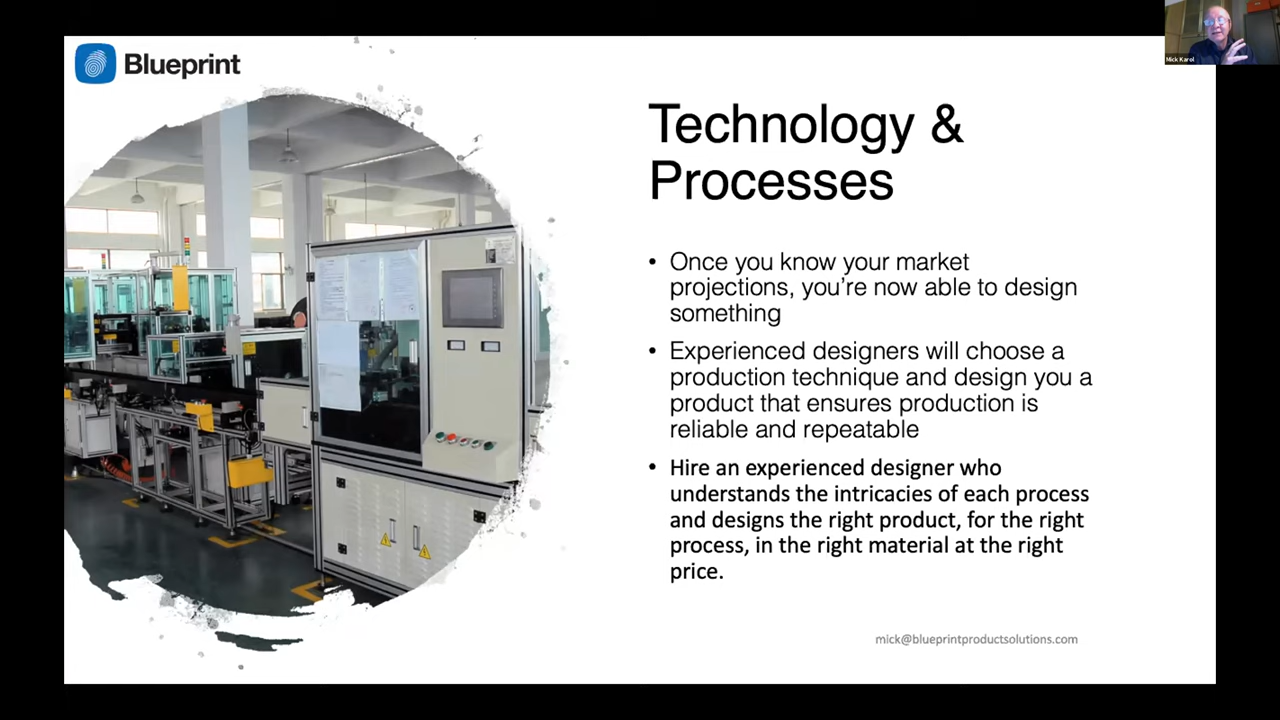 Blueprint
Mick Karol
Technology &
Processes
• Once you know your market
projections, you’re now able to design
something
• Experienced designers will choose a
production technique and design you a
product that ensures production is
reliable and repeatable
• Hire an experienced designer who
understands the intricacies of each process
and designs the right product, for the right
process, in the right material at the right
price.
mick@blueprintproductsolutions.com